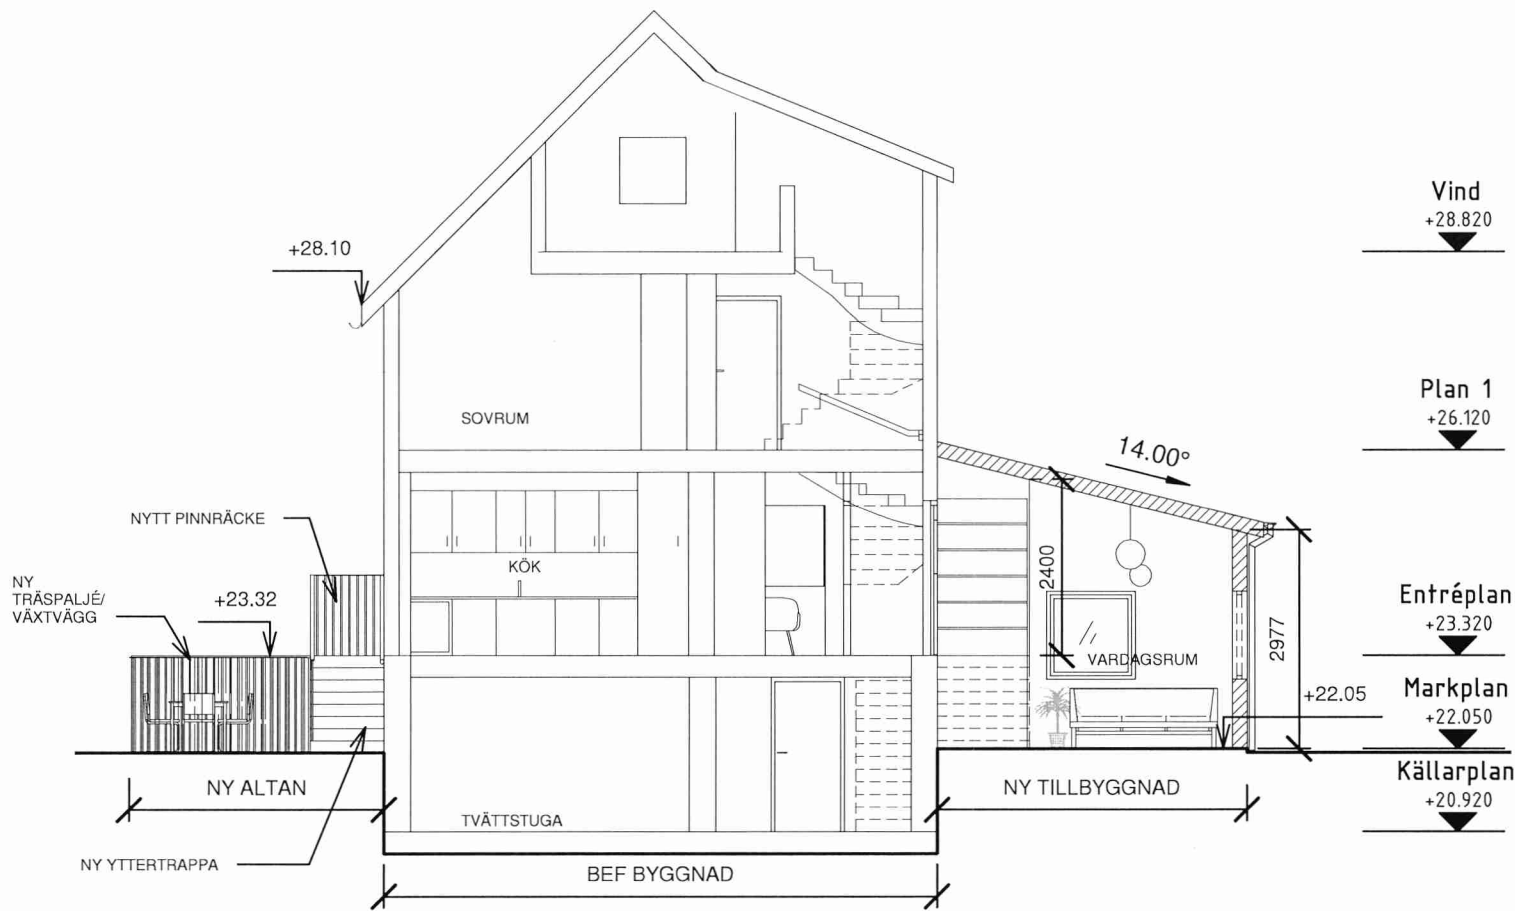 Vind
+28.820
+28.10
Plan 1
+26.120
SOVRUM
14.00°
NYTT PINNRÄCKE
KÖK
2400
NY
TRÄSPALJÉ/
VÄXTVÄGG
+23.32
Entréplan
+23.320
2977
VARDAGSRUM
+22.05
Markplan
+22.050
NY ALTAN
NY TILLBYGGNAD
Källarplan
+20.920
TVÄTTSTUGA
NY YTTERTRAPPA
BEF BYGGNAD